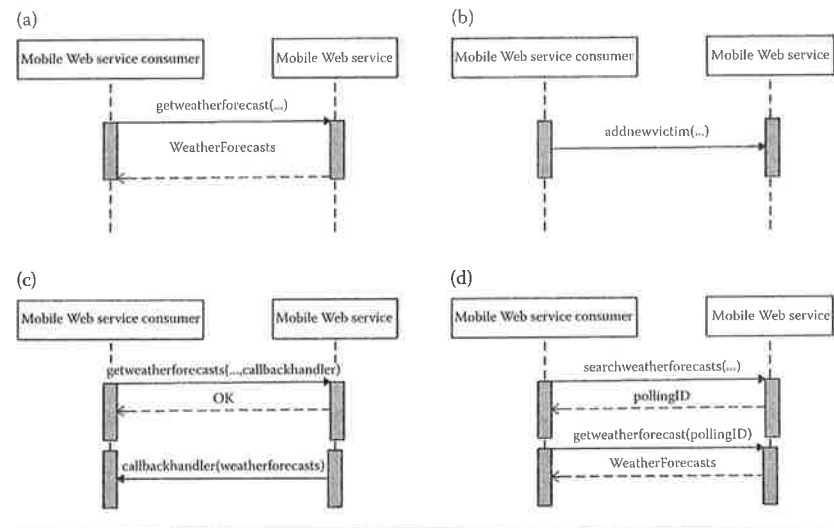 (a)
Mobile Web service consumer
Mobile Web service
getweatherforecast(...)
WeatherForecasts
(b)
Mobile Web service consumer
Mobile Web service
addnewvictim(...)
(c)
Mobile Web service consumer
Mobile Web service
getweatherforecasts(...,callbackhandler)
OK
callbackhandler(weatherforecasts)
(d)
Mobile Web service consumer
Mobile Web service
searchweatherforecasts(...)
pollingID
getweatherforecast(pollingID)
WeatherForecasts